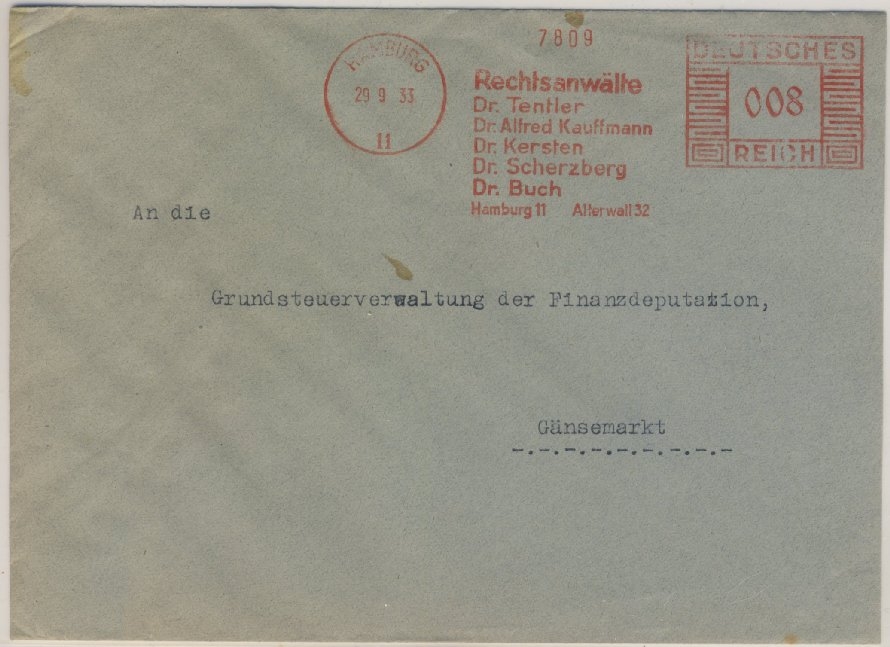 HAMBURG
29 9 33
11
7809
Rechtsanwälte
Dr. Tentler
Dr. Alfred Kauffmann
Dr. Kersten
Dr. Scherzberg
Dr. Buch
Hamburg 11 Alterwall 32
DEUTSCHES
008
REICH
An die
Grundsteuerverwaltung der Finanzdeputation,
Gänsemarkt
-.-.-.-.-.-.-.-.-